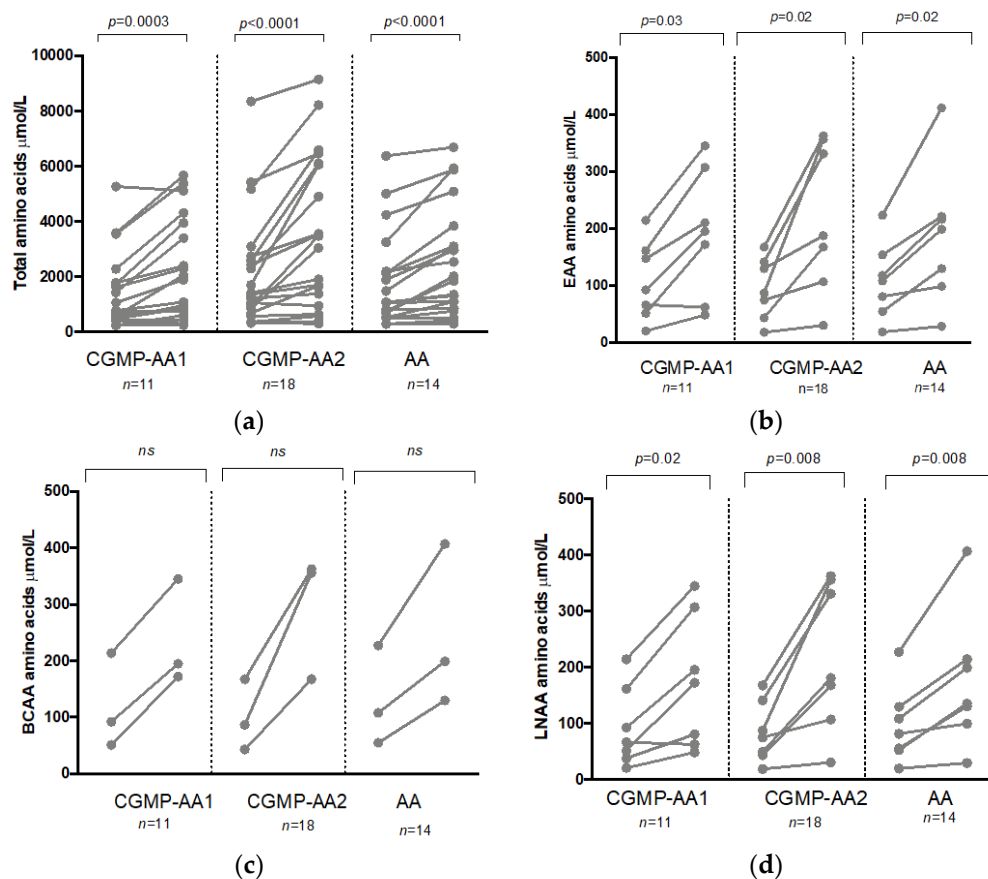 (a)
p=0.0003 p<0.0001 p<0.0001
Total amino acids μmol/L
10000
8000
6000
4000
2000
0
CGMP-AA1 CGMP-AA2 AA
n=11 n=18 n=14
(b)
p=0.03 p=0.02 p=0.02
EAA amino acids μmol/L
500
400
300
200
100
0
CGMP-AA1 CGMP-AA2 AA
n=11 n=18 n=14
(c)
ns ns ns
BCAA amino acids μmol/L
500
400
300
200
100
0
CGMP-AA1 CGMP-AA2 AA
n=11 n=18 n=14
(d)
p=0.02 p=0.008 p=0.008
LNAA amino acids μmol/L
500
400
300
200
100
0
CGMP-AA1 CGMP-AA2 AA
n=11 n=18 n=14